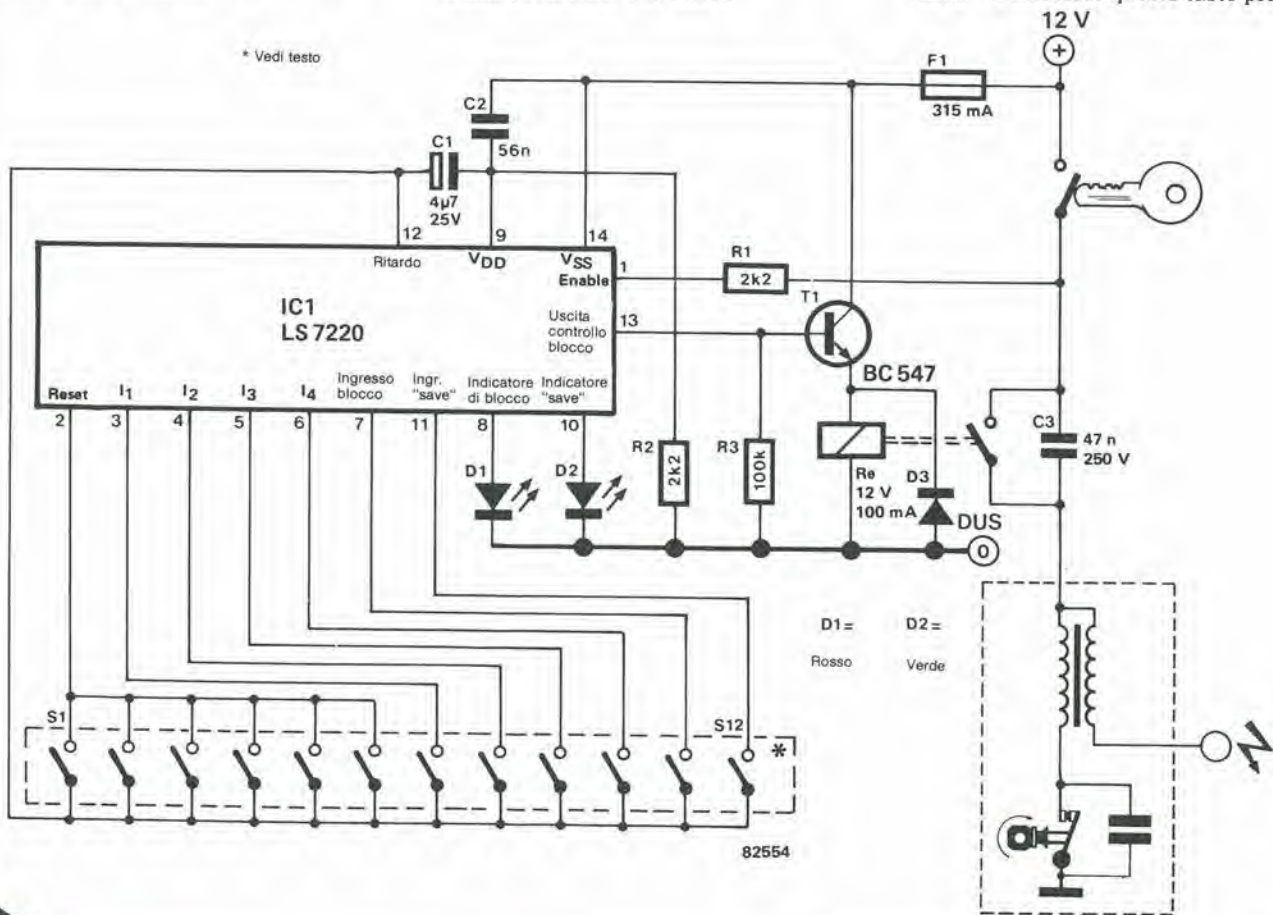 12 V
* Vedi testo
F1
315 mA
C2
56n
C1
4µ7
25V
12
9
14
Ritardo
VDD
VSS
Enable
1
R1
2k2
IC1
LS 7220
T1
Uscita
controllo
blocco
13
BC 547
Reset
I1
I2
I3
I4
Ingresso
blocco
Ingr.
"save"
Indicatore
di blocco
Indicatore
"save"
2
3
4
5
6
7
11
8
10
D1
D2
R2
2k2
R3
100k
Re
12 V
100 mA
D3
DUS
0
C3
47 n
250 V
D1=
Rosso
D2=
Verde
S1
S12
*
82554